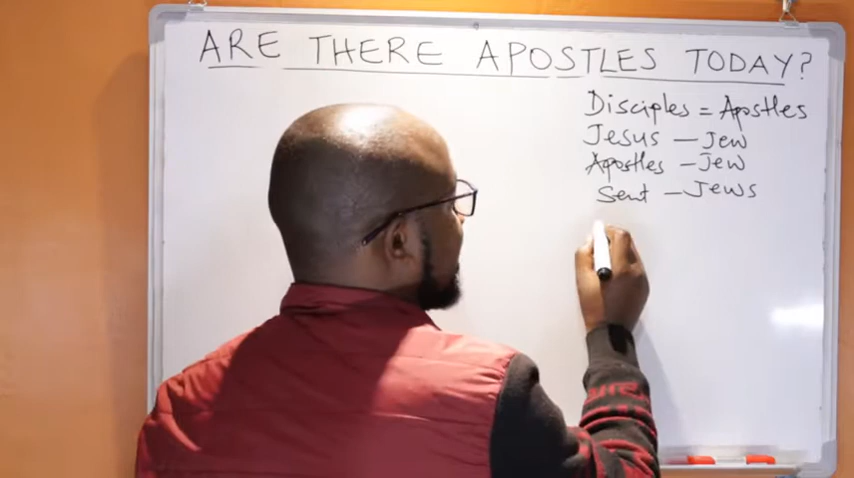 ARE THERE APOSTLES TODAY?
Disciples = Apostles
Jesus – Jew
Apostles – Jew
Sent – Jews